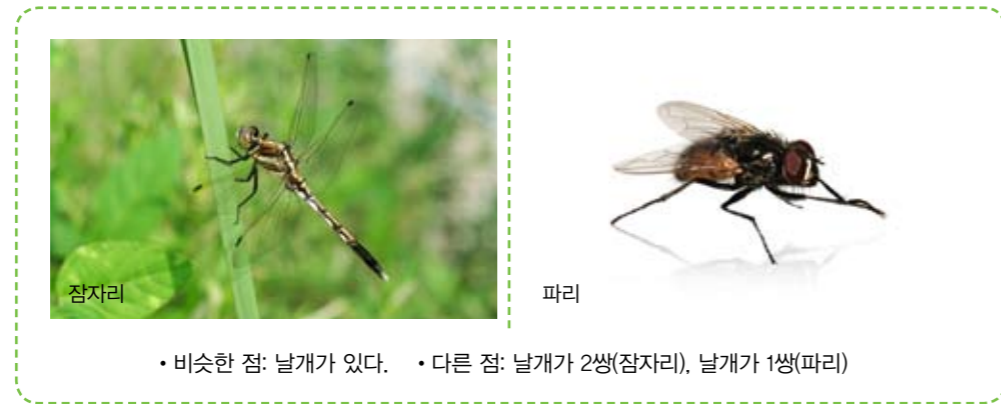 잠자리
파리
• 비슷한 점: 날개가 있다. • 다른 점: 날개가 2쌍(잠자리), 날개가 1쌍(파리)